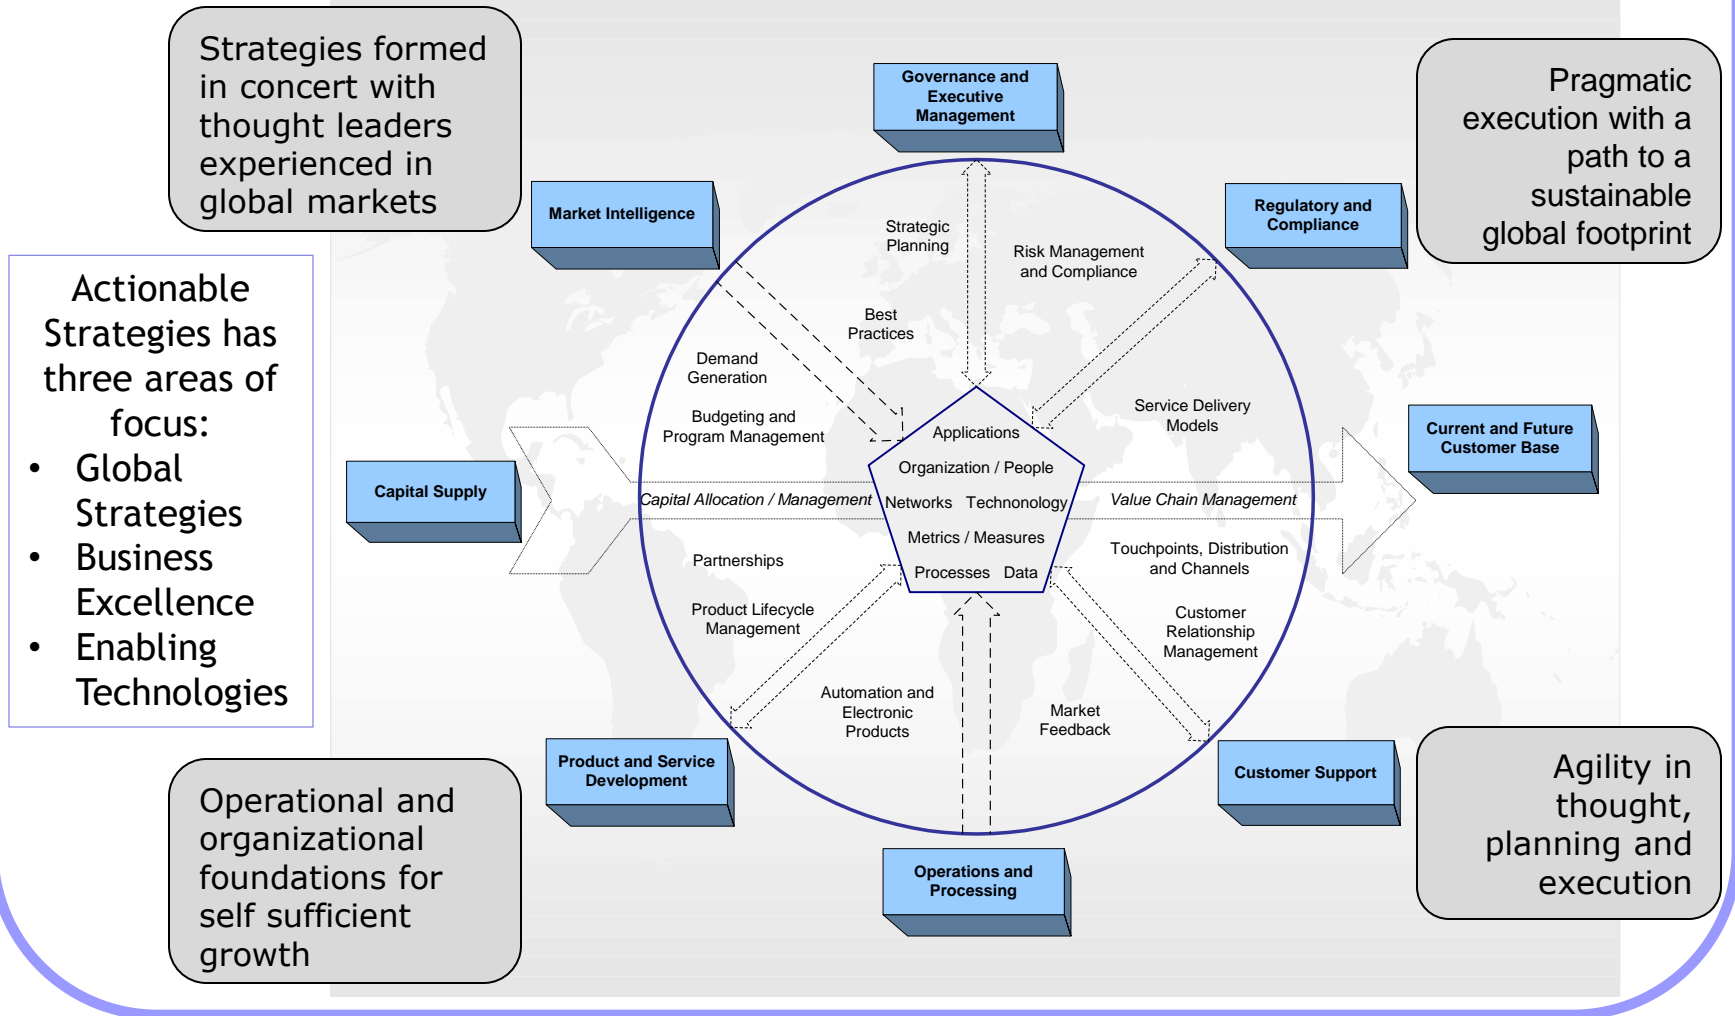 Strategies formed
in concert with
thought leaders
experienced in
global markets
Governance and
Executive
Management
Pragmatic
execution with a
path to a
sustainable
global footprint
Market Intelligence
Regulatory and
Compliance
Actionable
Strategies has
three areas of
focus:
• Global
Strategies
• Business
Excellence
• Enabling
Technologies
Strategic
Planning
Risk Management
and Compliance
Best
Practices
Demand
Generation
Budgeting and
Program Management
Service Delivery
Models
Current and Future
Customer Base
Capital Supply
Capital Allocation / Management
Applications
Organization / People
Networks Technonology
Metrics / Measures
Processes Data
Value Chain Management
Partnerships
Touchpoints, Distribution
and Channels
Product Lifecycle
Management
Customer
Relationship
Management
Automation and
Electronic
Products
Market
Feedback
Product and Service
Development
Customer Support
Operational and
organizational
foundations for
self sufficient
growth
Operations and
Processing
Agility in
thought,
planning and
execution